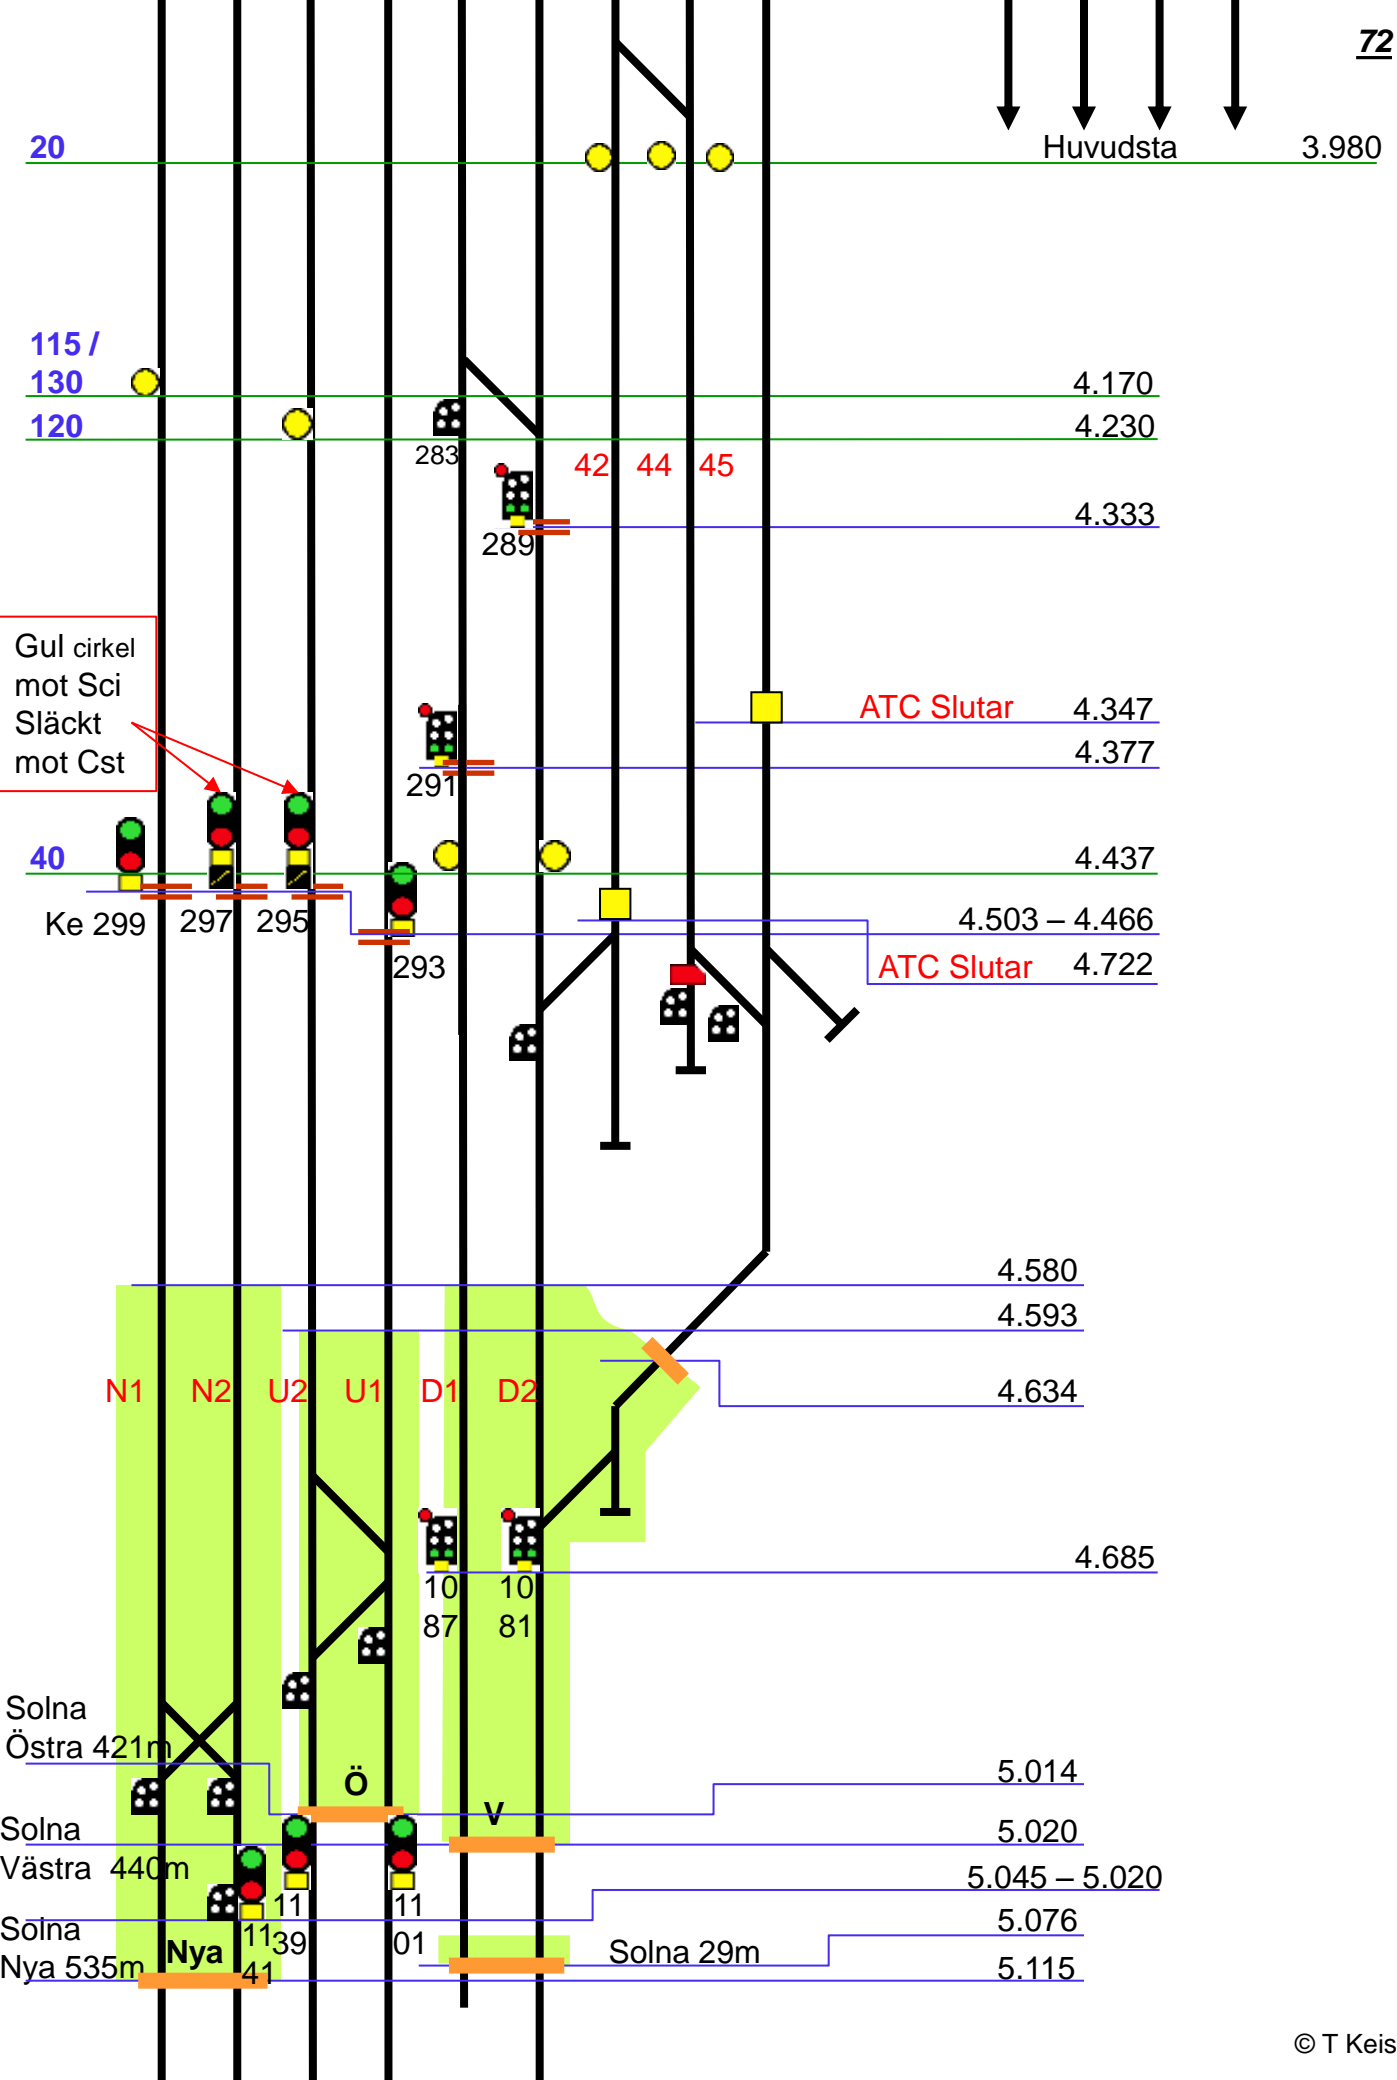 72
20
Huvudsta 3.980
115 /
130
4.170
120
4.230
283
42 44 45
4.333
289
Gul cirkel
mot Sci
Släckt
mot Cst
ATC Slutar 4.347
4.377
291
40
4.437
Ke 299 297 295
4.503 – 4.466
293
ATC Slutar 4.722
4.580
4.593
N1 N2 U2 U1 D1 D2
4.634
4.685
10
87
10
81
Solna
Östra 421m
5.014
Ö
V
Solna
Västra 440m
5.020
5.045 – 5.020
11
39
11
01
5.076
Solna
Nya 535m
Nya
11
41
Solna 29m
5.115
© T Keis